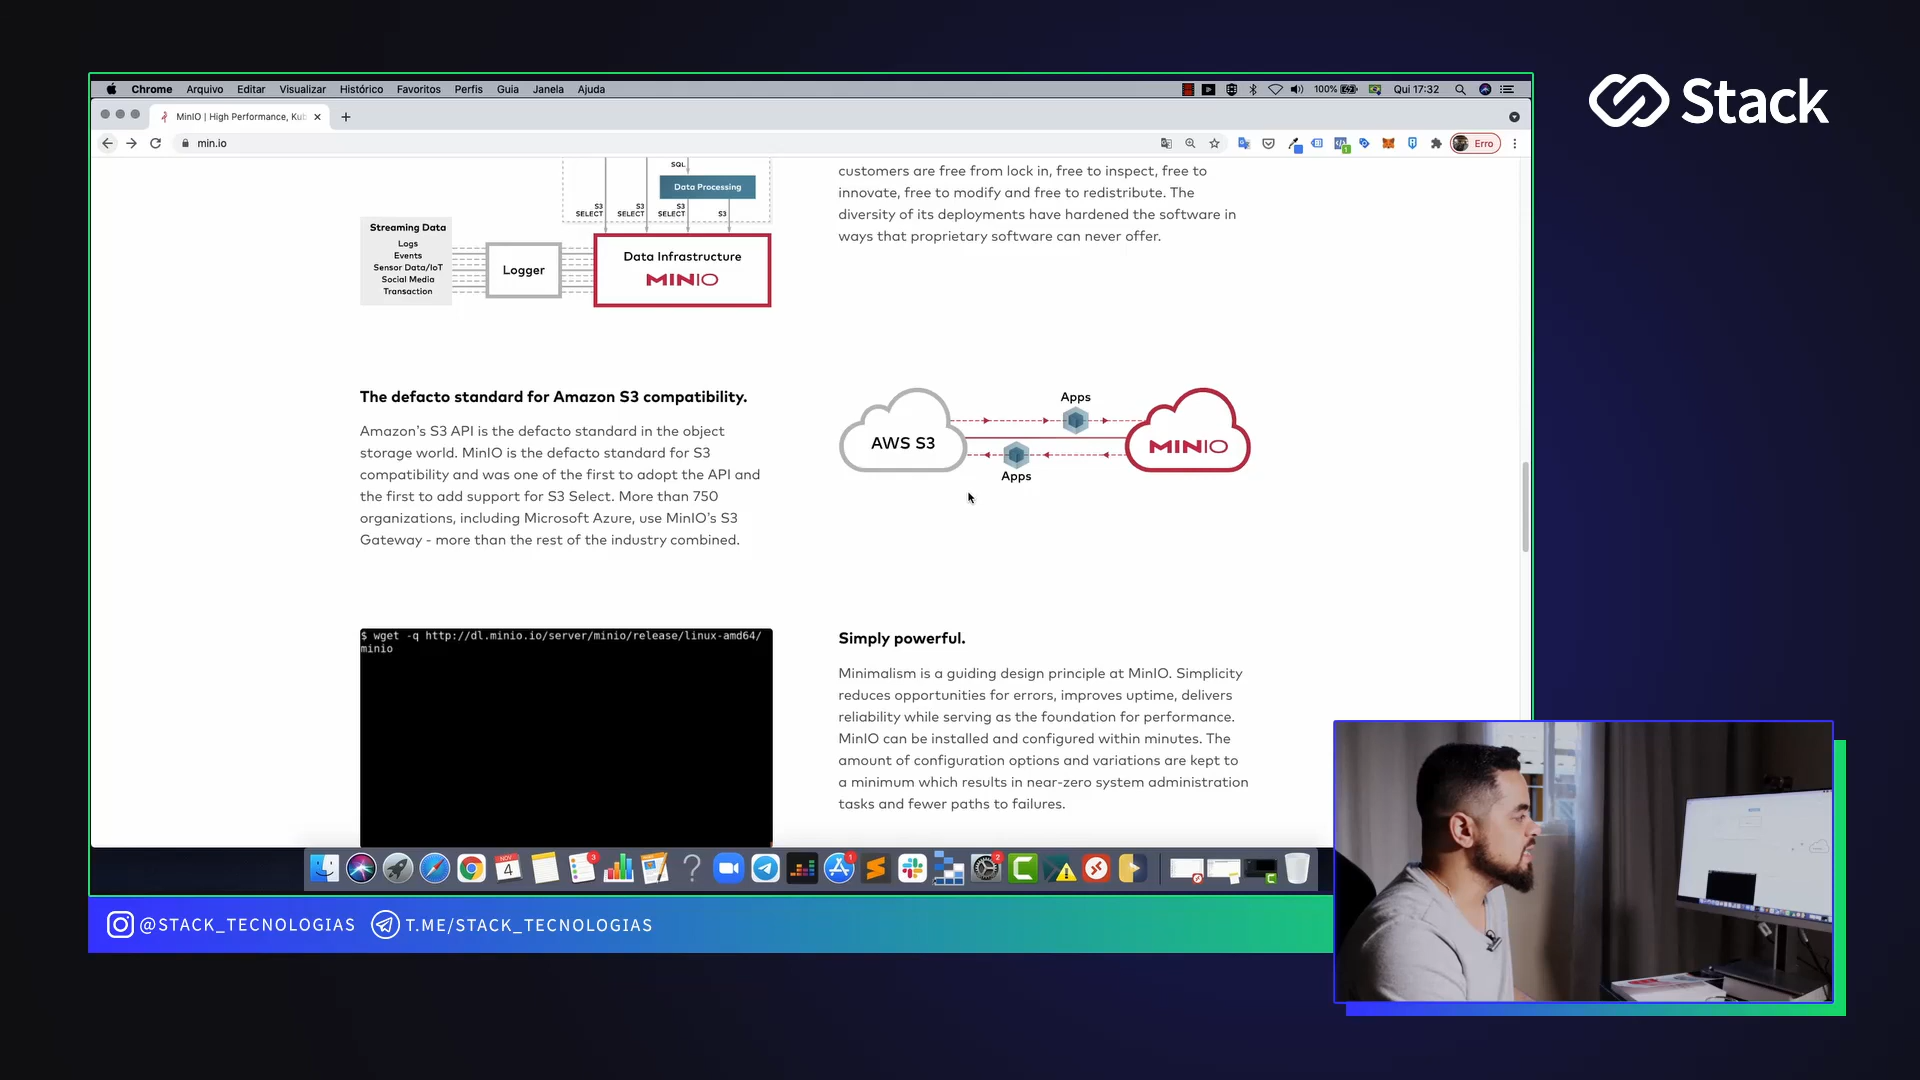 Stack
Chrome Arquivo Editar Visualizar Histórico Favoritos Perfis Guia Janela Ajuda
100% Qui 17:32
MinIO | High Performance, Kub
min.io
Erro
SQL
Data Processing
S3 SELECT
S3 SELECT
S3 SELECT
S3
Streaming Data
Logs
Events
Sensor Data/IoT
Social Media
Transaction
Logger
Data Infrastructure
MINIO
customers are free from lock in, free to inspect, free to
innovate, free to modify and free to redistribute. The
diversity of its deployments have hardened the software in
ways that proprietary software can never offer.
The defacto standard for Amazon S3 compatibility.
Amazon’s S3 API is the defacto standard in the object
storage world. MinIO is the defacto standard for S3
compatibility and was one of the first to adopt the API and
the first to add support for S3 Select. More than 750
organizations, including Microsoft Azure, use MinIO’s S3
Gateway - more than the rest of the industry combined.
Apps
AWS S3
MINIO
Apps
$ wget -q http://dl.minio.io/server/minio/release/linux-amd64/
minio
Simply powerful.
Minimalism is a guiding design principle at MinIO. Simplicity
reduces opportunities for errors, improves uptime, delivers
reliability while serving as the foundation for performance.
MinIO can be installed and configured within minutes. The
amount of configuration options and variations are kept to
a minimum which results in near-zero system administration
tasks and fewer paths to failures.
NOV
4
3
1
2
@STACK_TECNOLOGIAS
T.ME/STACK_TECNOLOGIAS